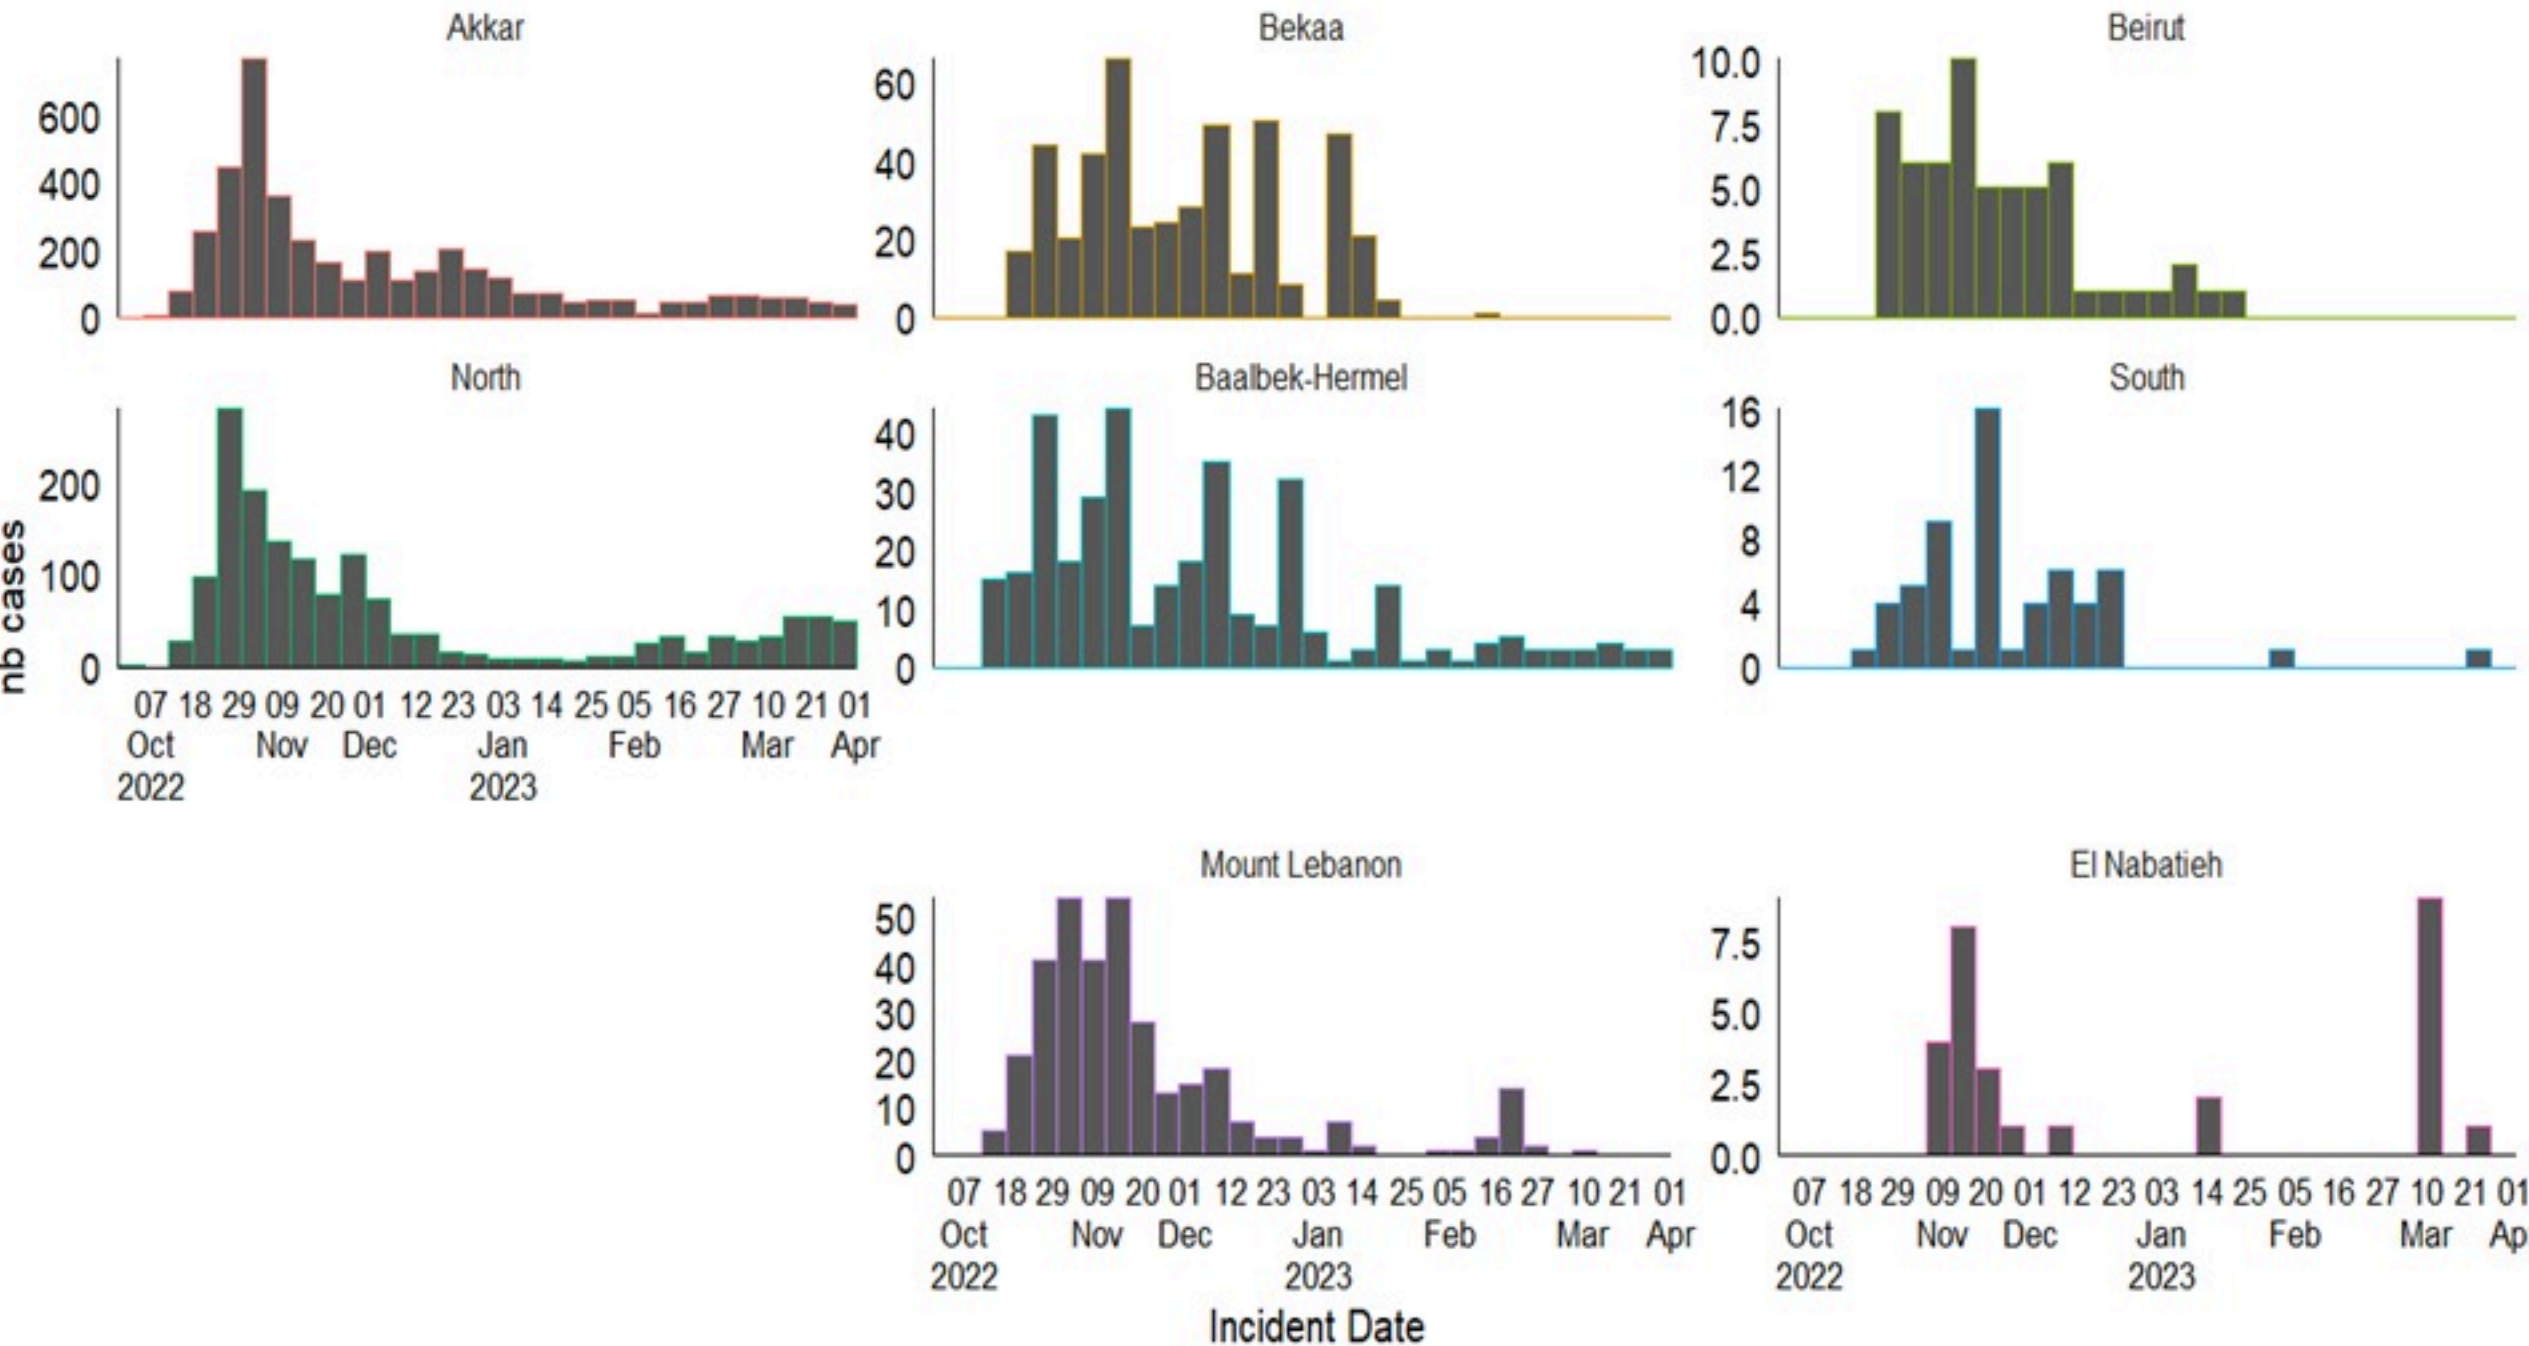 Akkar
Bekaa
Beirut
600
400
200
0
60
40
20
0
10.0
7.5
5.0
2.5
0.0
North
Baalbek-Hermel
South
nb cases
200
100
0
40
30
20
10
0
16
12
8
4
0
07 18 29 09 20 01 12 23 03 14 25 05 16 27 10 21 01
Oct Nov Dec Jan Feb Mar Apr
2022 2023
Mount Lebanon
El Nabatieh
50
40
30
20
10
0
7.5
5.0
2.5
0.0
07 18 29 09 20 01 12 23 03 14 25 05 16 27 10 21 01
Oct Nov Dec Jan Feb Mar Apr
2022 2023
07 18 29 09 20 01 12 23 03 14 25 05 16 27 10 21 01
Oct Nov Dec Jan Feb Mar Ap
2022 2023
Incident Date